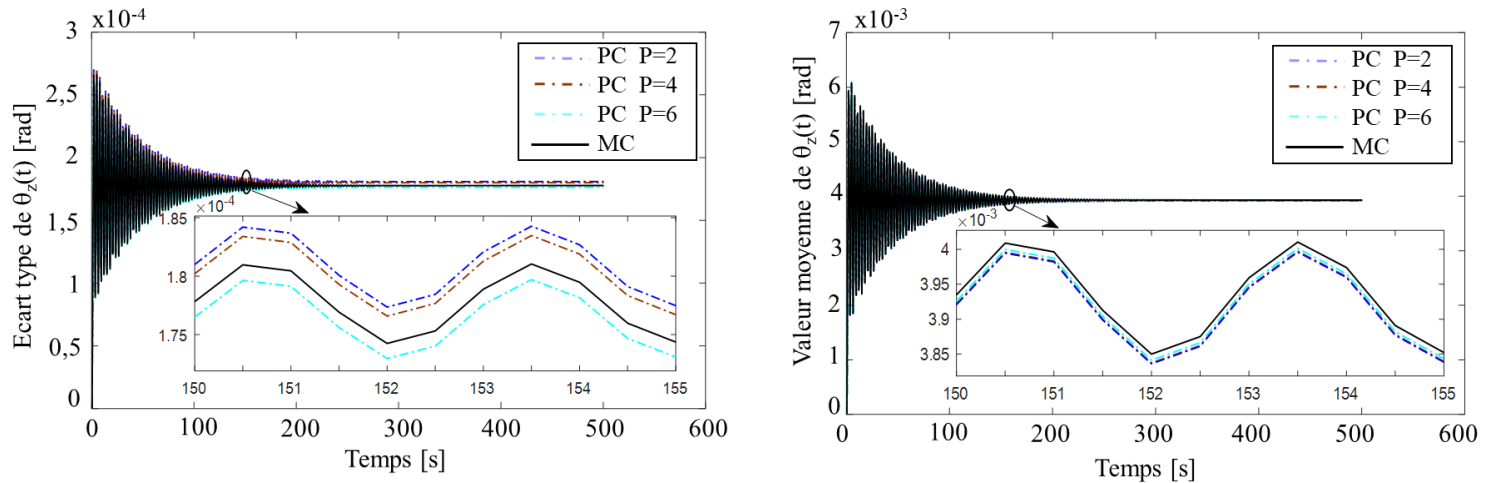 x10-4
3
2,5
2
1,5
1
0,5
0
Ecart type de θz(t) [rad]
PC P=2
PC P=4
PC P=6
MC
×10-4
1.85
1.8
1.75
150 151 152 153 154 155
0 100 200 300 400 500 600
Temps [s]
x10-3
7
6
5
4
3
2
1
0
Valeur moyenne de θz(t) [rad]
PC P=2
PC P=4
PC P=6
MC
×10-3
4
3.95
3.9
3.85
150 151 152 153 154 155
0 100 200 300 400 500 600
Temps [s]